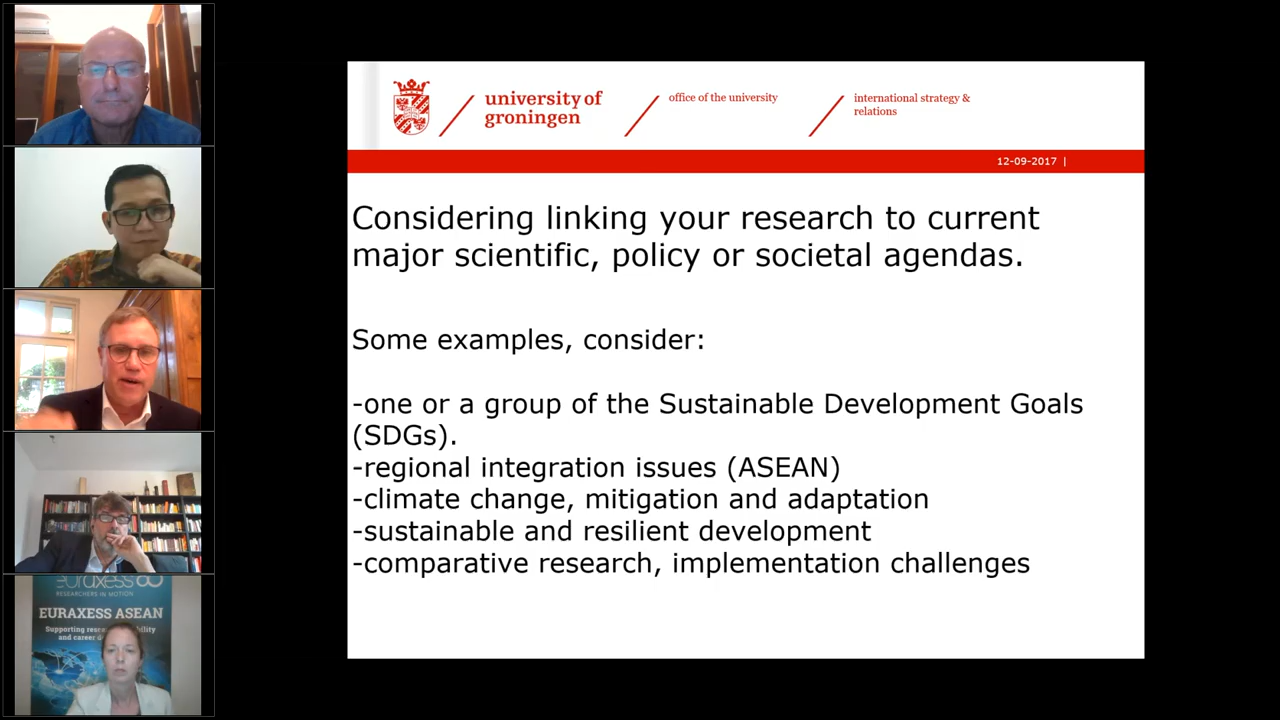 university of
groningen
office of the university
international strategy &
relations
12-09-2017 |
Considering linking your research to current
major scientific, policy or societal agendas.
Some examples, consider:
-one or a group of the Sustainable Development Goals
(SDGs).
-regional integration issues (ASEAN)
-climate change, mitigation and adaptation
-sustainable and resilient development
-comparative research, implementation challenges
euraxess
RESEARCHERS IN MOTION
EURAXESS ASEAN
Supporting
and career